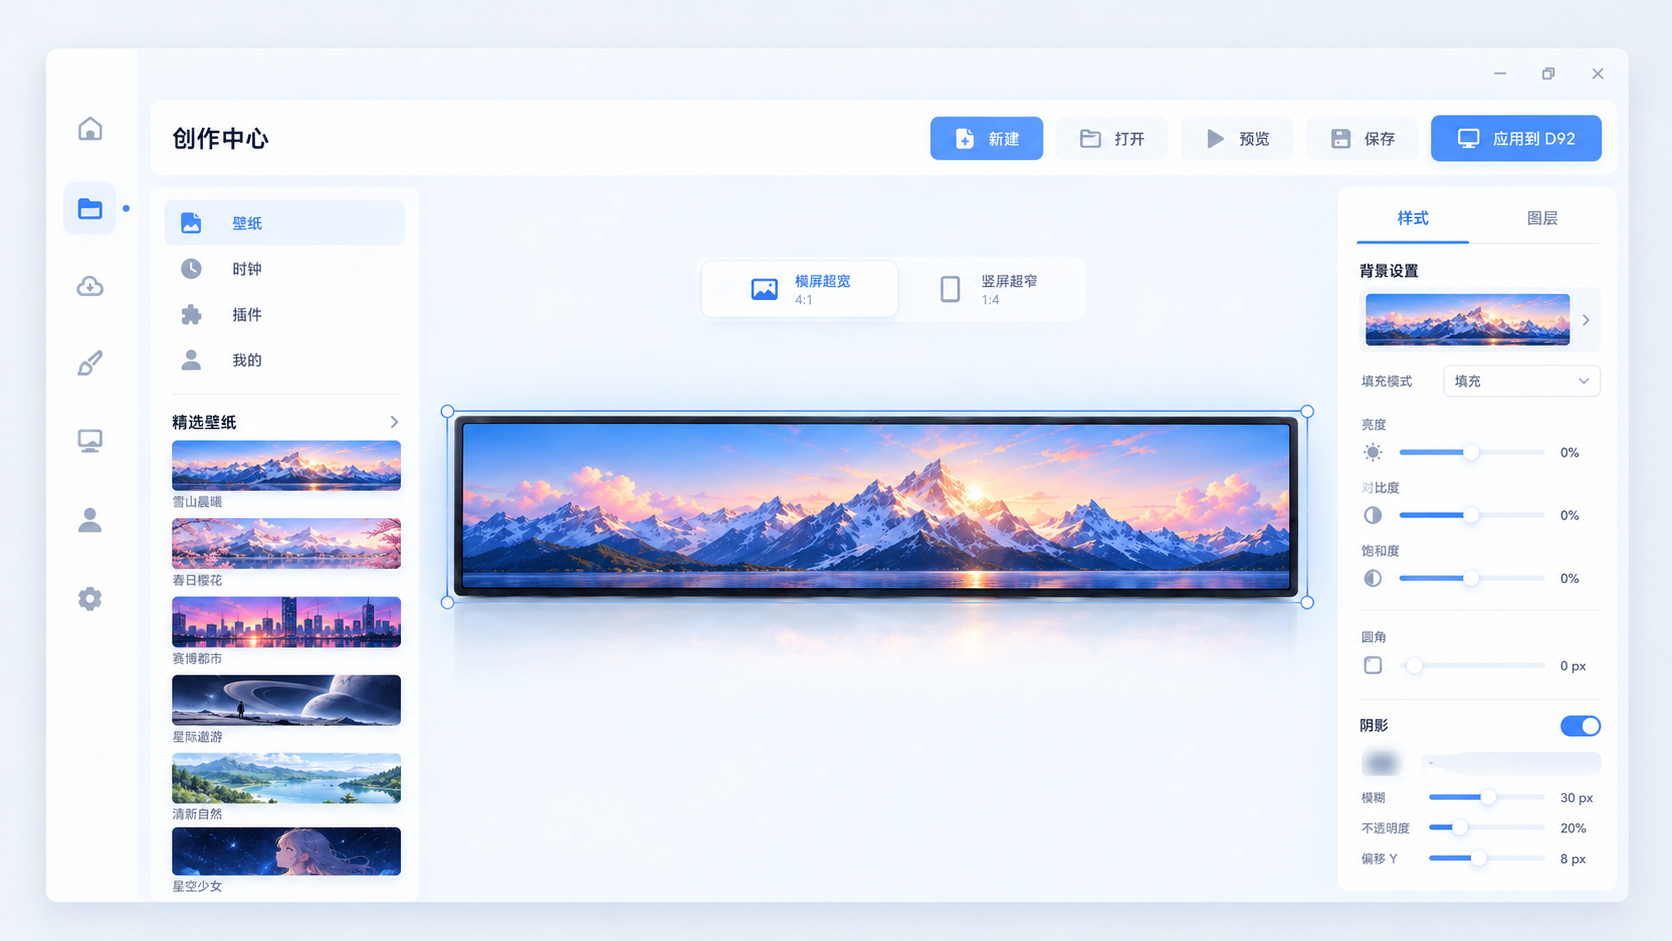 创作中心
新建
打开
预览
保存
应用到 D92
壁纸
时钟
插件
我的
精选壁纸
雪山晨曦
春日樱花
赛博都市
星际遨游
清新自然
星空少女
横屏超宽
4:1
竖屏超窄
1:4
样式
图层
背景设置
填充模式
填充
亮度
0%
对比度
0%
饱和度
0%
圆角
0 px
阴影
模糊
30 px
不透明度
20%
偏移 Y
8 px